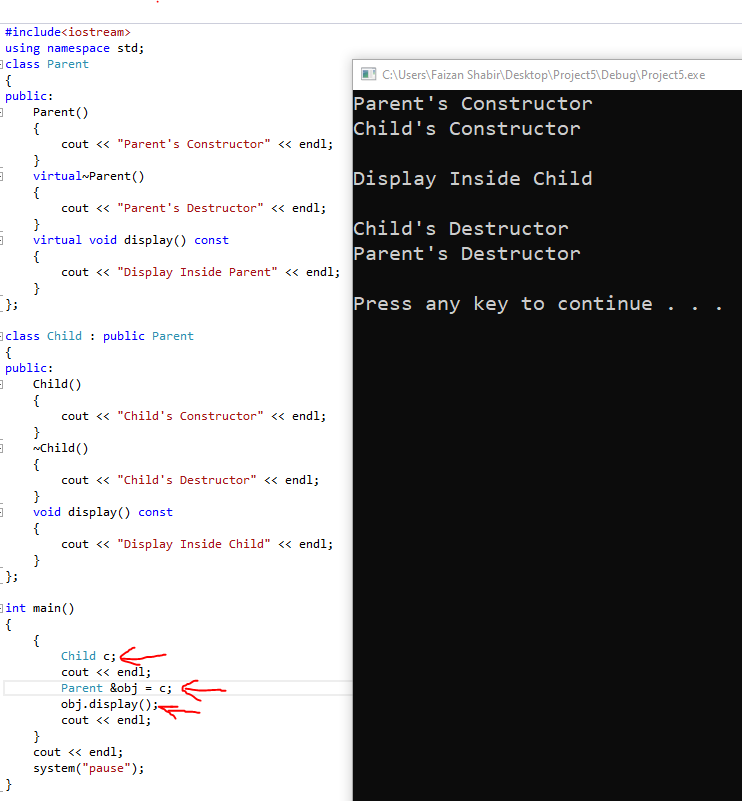 #include<iostream>
using namespace std;
class Parent
{
public:
    Parent()
    {
        cout << "Parent's Constructor" << endl;
    }
    virtual~Parent()
    {
        cout << "Parent's Destructor" << endl;
    }
    virtual void display() const
    {
        cout << "Display Inside Parent" << endl;
    }
};
class Child : public Parent
{
public:
    Child()
    {
        cout << "Child's Constructor" << endl;
    }
    ~Child()
    {
        cout << "Child's Destructor" << endl;
    }
    void display() const
    {
        cout << "Display Inside Child" << endl;
    }
};
int main()
{
    {
        Child c;
        cout << endl;
        Parent &obj = c;
        obj.display();
        cout << endl;
    }
    cout << endl;
    system("pause");
}
C:\Users\Faizan Shabir\Desktop\Project5\Debug\Project5.exe
Parent's Constructor
Child's Constructor
Display Inside Child
Child's Destructor
Parent's Destructor
Press any key to continue . . .